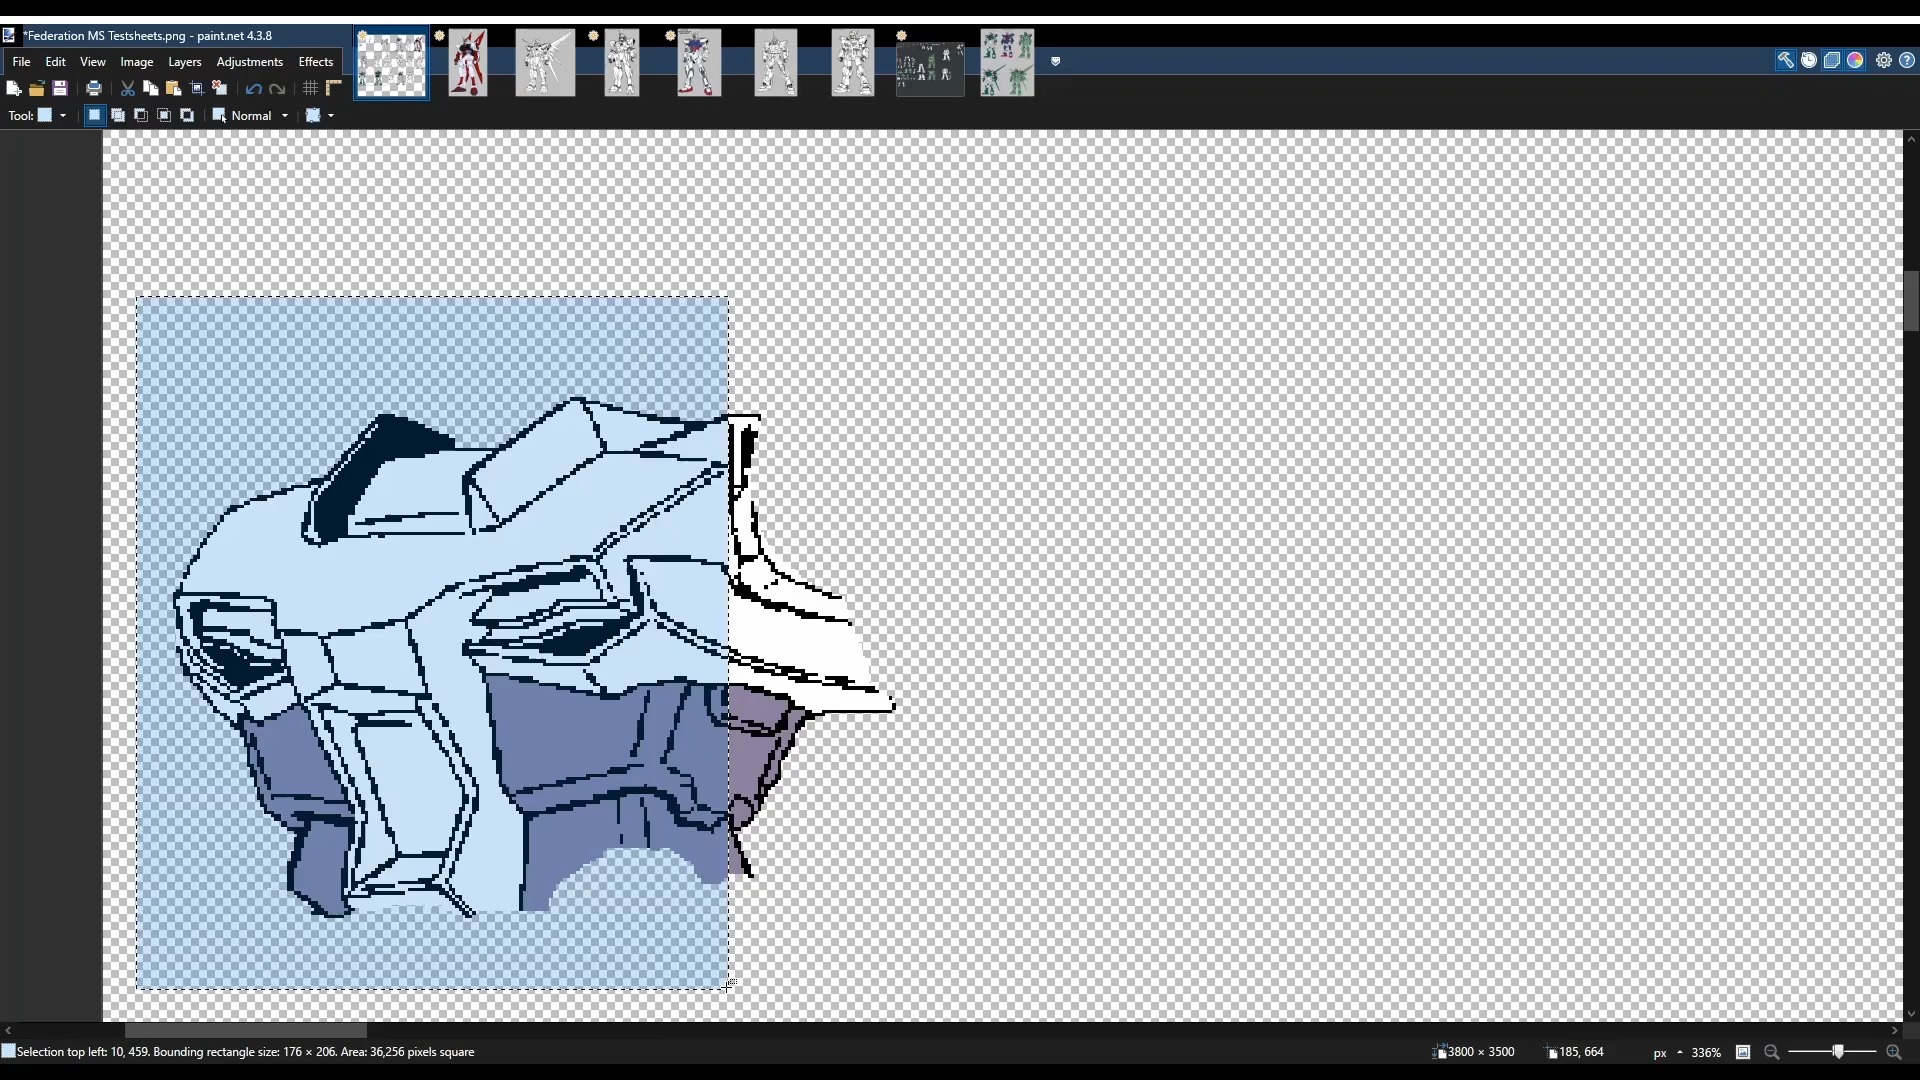 *Federation MS Testsheets.png - paint.net 4.3.8
File Edit View Image Layers Adjustments Effects
Tool: Normal
Selection top left: 10, 459. Bounding rectangle size: 176 × 206. Area: 36,256 pixels square
3800 × 3500 185, 664 px 336%